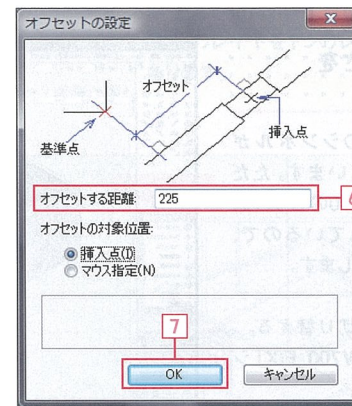 オフセットの設定
オフセット
挿入点
基準点
オフセットする距離: 225
6
オフセットの対象位置:
挿入点(I)
マウス指定(N)
7
OK
キャンセル